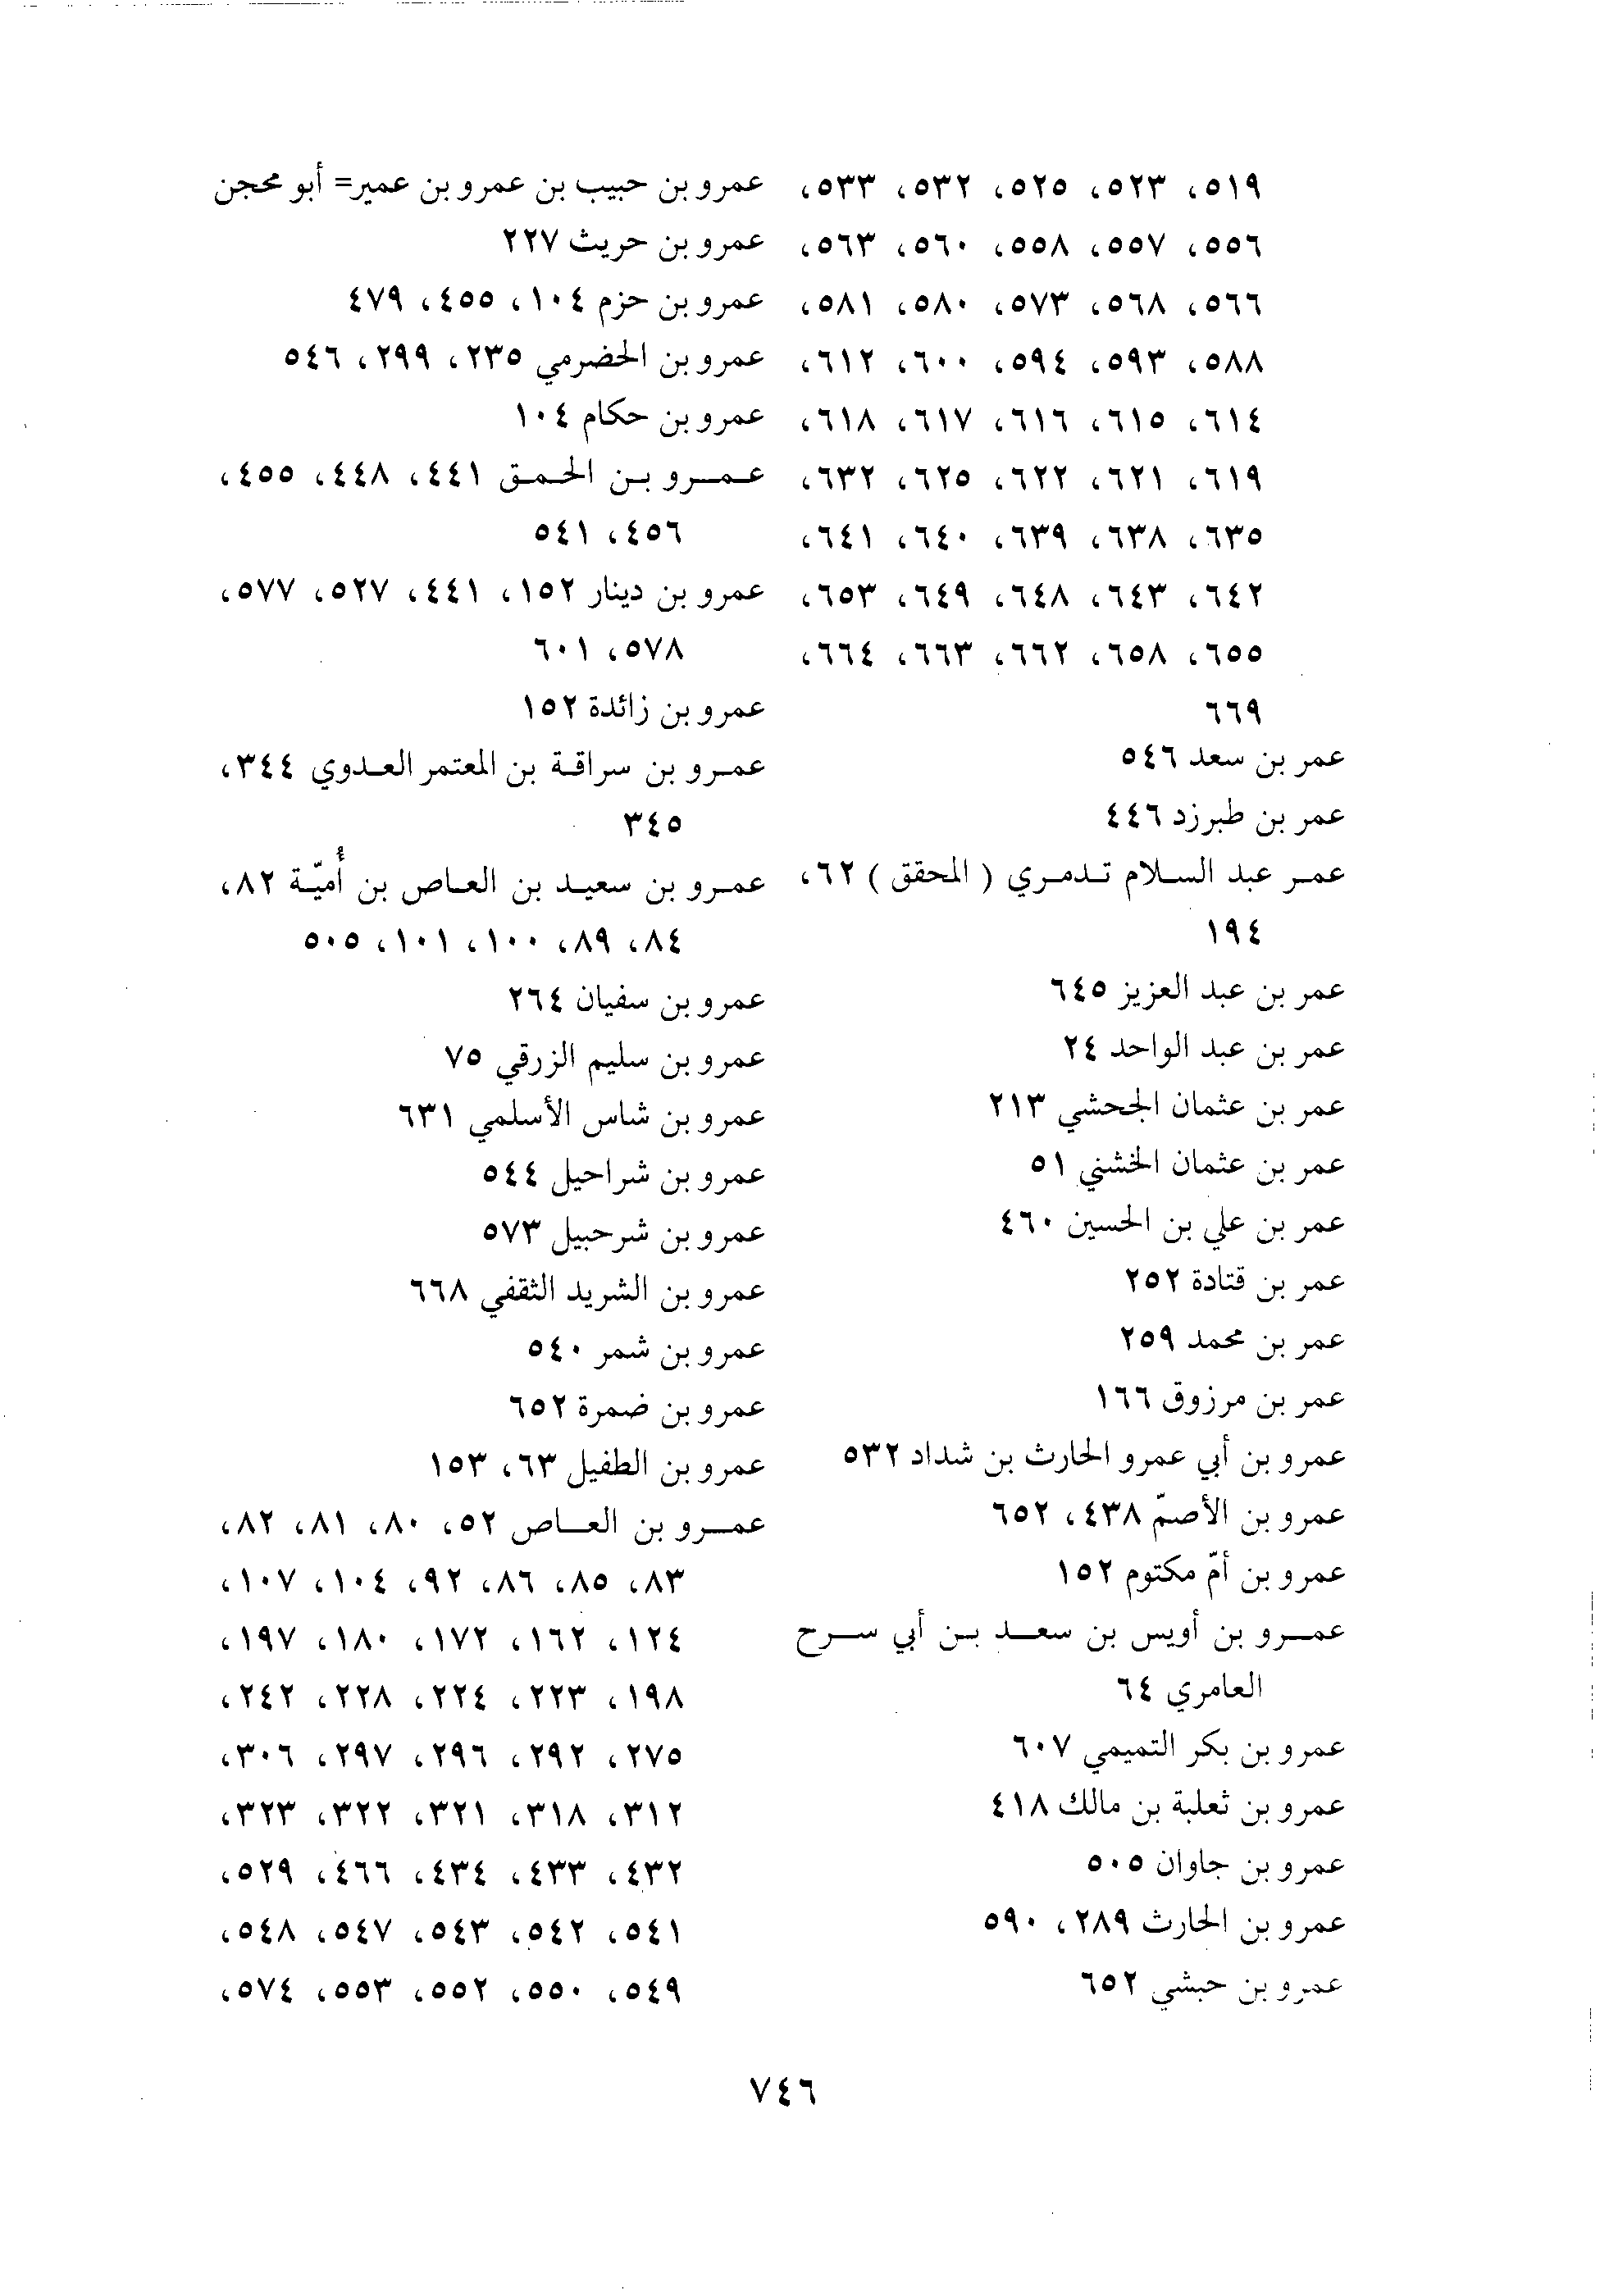 ٥١٩، ٥٢٣، ٥٢٥، ٥٣٢، ٥٣٣،
٥٥٦، ٥٥٧، ٥٥٨، ٥٦٠، ٥٦٣،
٥٦٦، ٥٦٨، ٥٧٣، ٥٨٠، ٥٨١،
٥٨٨، ٥٩٣، ٥٩٤، ٦٠٠، ٦١٢،
٦١٤، ٦١٥، ٦١٦، ٦١٧، ٦١٨،
٦١٩، ٦٢١، ٦٢٢، ٦٢٥، ٦٣٢،
٦٣٥، ٦٣٨، ٦٣٩، ٦٤٠، ٦٤١،
٦٤٢، ٦٤٣، ٦٤٨، ٦٤٩، ٦٥٣،
٦٥٥، ٦٥٨، ٦٦٢، ٦٦٣، ٦٦٤،
٦٦٩
عمر بن سعد ٥٤٦
عمر بن طبرزد ٤٤٦
عمر عبد السلام تدمري ( المحقق ) ٦٢،
١٩٤
عمر بن عبد العزيز ٦٤٥
عمر بن عبد الواحد ٢٤
عمر بن عثمان الجحشي ٢١٣
عمر بن عثمان الخشني ٥١
عمر بن علي بن الحسين ٤٦٠
عمر بن قتادة ٢٥٢
عمر بن محمد ٢٥٩
عمر بن مرزوق ١٦٦
عمرو بن أبي عمرو الحارث بن شداد ٥٣٢
عمرو بن الأصمّ ٤٣٨، ٦٥٢
عمرو بن أمّ مكتوم ١٥٢
عمرو بن أويس بن سعد بن أبي سرح
العامري ٦٤
عمرو بن بكر التميمي ٦٠٧
عمرو بن ثعلبة بن مالك ٤١٨
عمرو بن جاوان ٥٠٥
عمرو بن الحارث ٢٨٩، ٥٩٠
عمرو بن حبشي ٦٥٢
عمرو بن حبيب بن عمرو بن عمير= أبو محجن
عمرو بن حريث ٢٢٧
عمرو بن حزم ١٠٤، ٤٥٥، ٤٧٩
عمرو بن الحضرمي ٢٣٥، ٢٩٩، ٥٤٦
عمرو بن حكام ١٠٤
عمرو بن الحمق ٤٤١، ٤٤٨، ٤٥٥،
٤٥٦، ٥٤١
عمرو بن دينار ١٥٢، ٤٤١، ٥٢٧، ٥٧٧،
٥٧٨، ٦٠١
عمرو بن زائدة ١٥٢
عمرو بن سراقة بن المعتمر العدوي ٣٤٤،
٣٤٥
عمرو بن سعيد بن العاص بن أُميّة ٨٢،
٨٤، ٨٩، ١٠٠، ١٠١، ٥٠٥
عمرو بن سفيان ٢٦٤
عمرو بن سليم الزرقي ٧٥
عمرو بن شاس الأسلمي ٦٣١
عمرو بن شراحيل ٥٤٤
عمرو بن شرحبيل ٥٧٣
عمرو بن الشريد الثقفي ٦٦٨
عمرو بن شمر ٥٤٠
عمرو بن ضمرة ٦٥٢
عمرو بن الطفيل ٦٣، ١٥٣
عمرو بن العاص ٥٢، ٨٠، ٨١، ٨٢،
٨٣، ٨٥، ٨٦، ٩٢، ١٠٤، ١٠٧،
١٢٤، ١٦٢، ١٧٢، ١٨٠، ١٩٧،
١٩٨، ٢٢٣، ٢٢٤، ٢٢٨، ٢٤٢،
٢٧٥، ٢٩٢، ٢٩٦، ٢٩٧، ٣٠٦،
٣١٢، ٣١٨، ٣٢١، ٣٢٢، ٣٢٣،
٤٣٢، ٤٣٣، ٤٣٤، ٤٦٦، ٥٢٩،
٥٤١، ٥٤٢، ٥٤٣، ٥٤٧، ٥٤٨،
٥٤٩، ٥٥٠، ٥٥٢، ٥٥٣، ٥٧٤،
٧٤٦